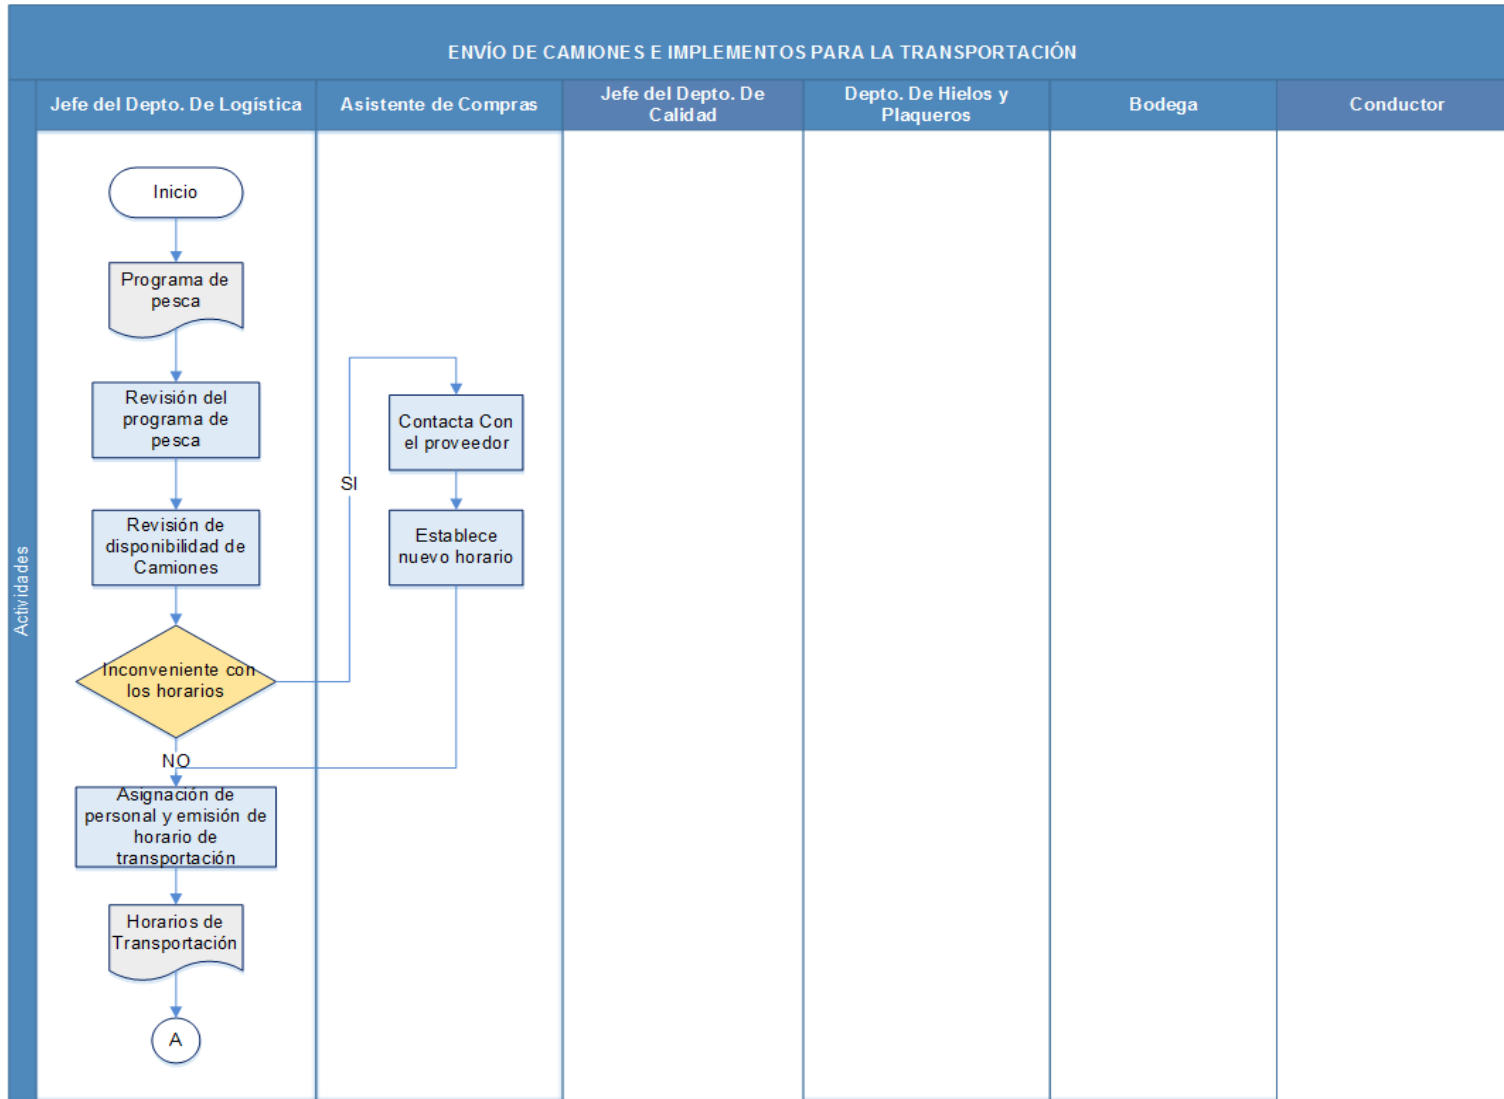 ENVÍO DE CAMIONES E IMPLEMENTOS PARA LA TRANSPORTACIÓN
Actividades
Jefe del Depto. De Logística
Asistente de Compras
Jefe del Depto. De
Calidad
Depto. De Hielos y
Plaqueros
Bodega
Conductor
Inicio
Programa de
pesca
Revisión del
programa de
pesca
Revisión de
disponibilidad de
Camiones
Inconveniente con
los horarios
SI
Contacta Con
el proveedor
Establece
nuevo horario
NO
Asignación de
personal y emisión de
horario de
transportación
Horarios de
Transportación
A